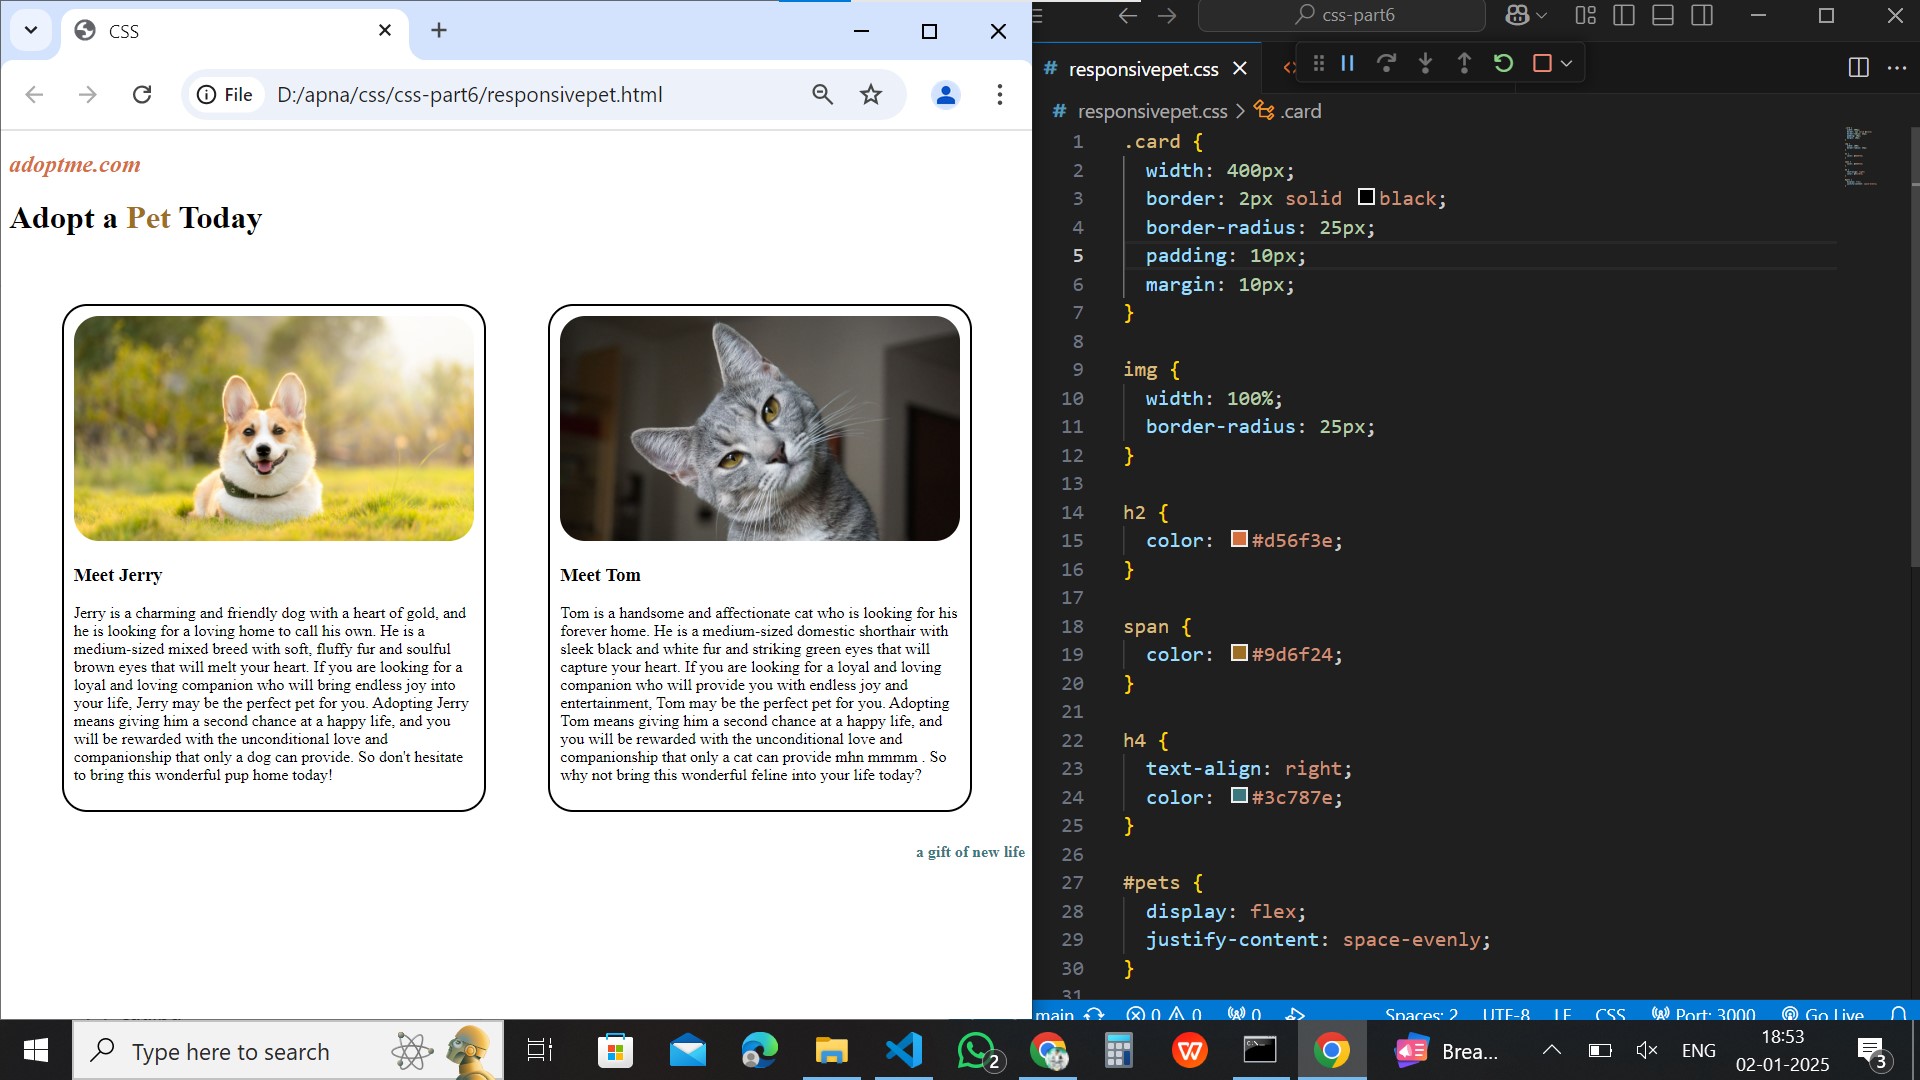 CSS
File D:/apna/css/css-part6/responsivepet.html
adoptme.com
Adopt a Pet Today
Meet Jerry
Jerry is a charming and friendly dog with a heart of gold, and
he is looking for a loving home to call his own. He is a
medium-sized mixed breed with soft, fluffy fur and soulful
brown eyes that will melt your heart. If you are looking for a
loyal and loving companion who will bring endless joy into
your life, Jerry may be the perfect pet for you. Adopting Jerry
means giving him a second chance at a happy life, and you
will be rewarded with the unconditional love and
companionship that only a dog can provide. So don't hesitate
to bring this wonderful pup home today!
Meet Tom
Tom is a handsome and affectionate cat who is looking for his
forever home. He is a medium-sized domestic shorthair with
sleek black and white fur and striking green eyes that will
capture your heart. If you are looking for a loyal and loving
companion who will provide you with endless joy and
entertainment, Tom may be the perfect pet for you. Adopting
Tom means giving him a second chance at a happy life, and
you will be rewarded with the unconditional love and
companionship that only a cat can provide mhn mmmm . So
why not bring this wonderful feline into your life today?
a gift of new life
css-part6
# responsivepet.css
# responsivepet.css > .card
1 .card {
2 width: 400px;
3 border: 2px solid black;
4 border-radius: 25px;
5 padding: 10px;
6 margin: 10px;
7 }
8
9 img {
10 width: 100%;
11 border-radius: 25px;
12 }
13
14 h2 {
15 color: #d56f3e;
16 }
17
18 span {
19 color: #9d6f24;
20 }
21
22 h4 {
23 text-align: right;
24 color: #3c787e;
25 }
26
27 #pets {
28 display: flex;
29 justify-content: space-evenly;
30 }
31
main 0 0 0 Spaces: 2 UTF-8 LF CSS Port: 3000 Go Live
Type here to search 2 W Brea... ENG 18:53
02-01-2025 3